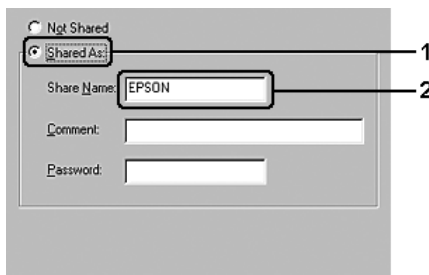 Not Shared
Shared As: 1
Share Name: EPSON 2
Comment:
Password: